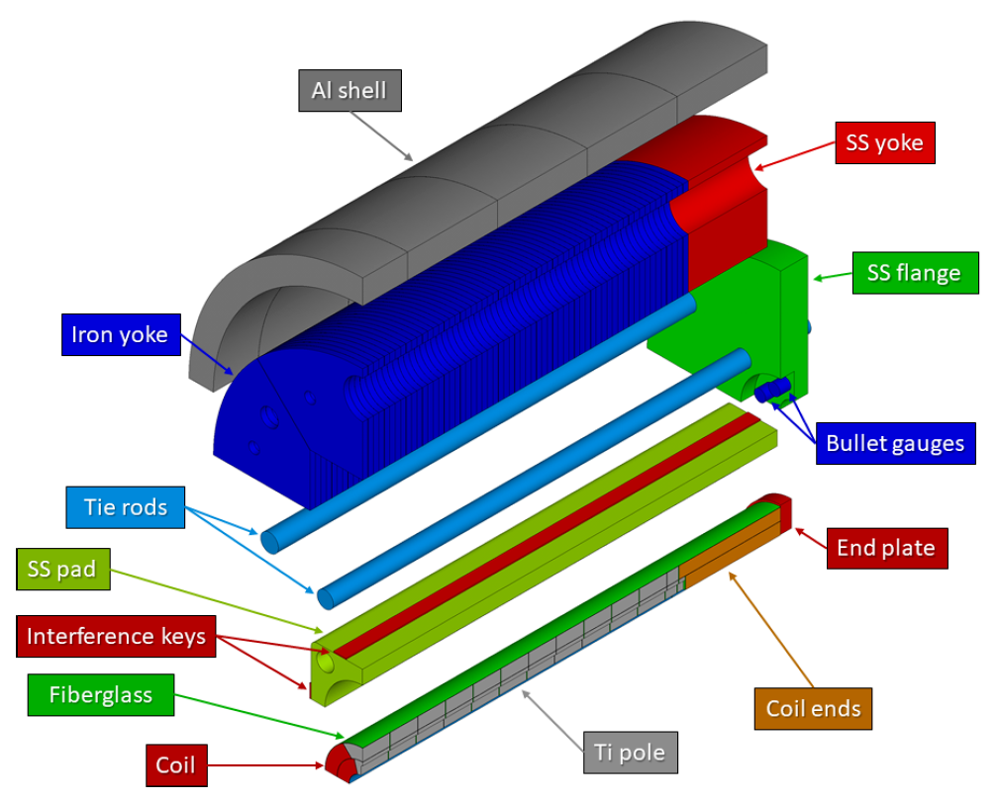 Al shell
SS yoke
SS flange
Iron yoke
Bullet gauges
Tie rods
End plate
SS pad
Interference keys
Fiberglass
Coil ends
Ti pole
Coil